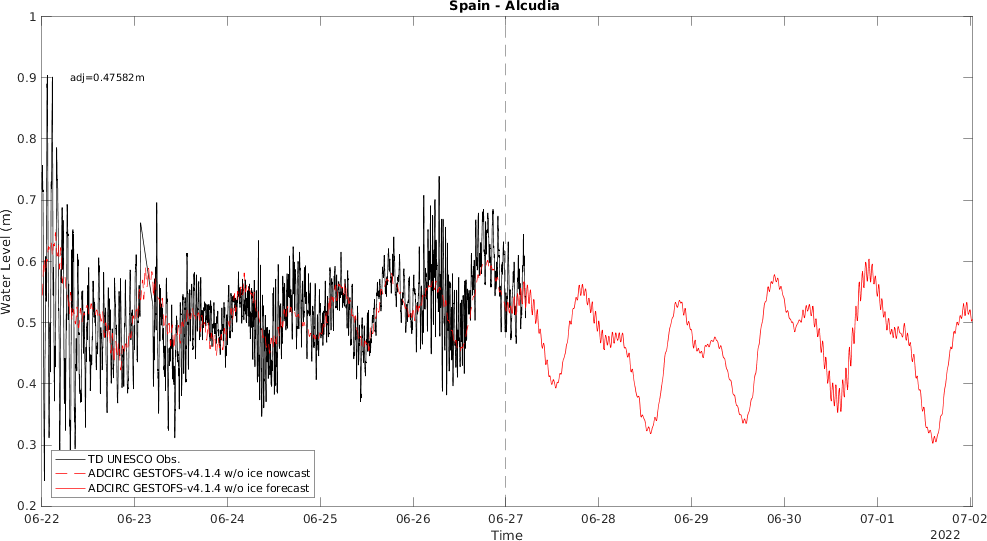 Spain - Alcudia
adj=0.47582m
Water Level (m)
1
0.9
0.8
0.7
0.6
0.5
0.4
0.3
0.2
TD UNESCO Obs.
ADCIRC GESTOFS-v4.1.4 w/o ice nowcast
ADCIRC GESTOFS-v4.1.4 w/o ice forecast
06-22 06-23 06-24 06-25 06-26 06-27 06-28 06-29 06-30 07-01 07-02
Time
2022